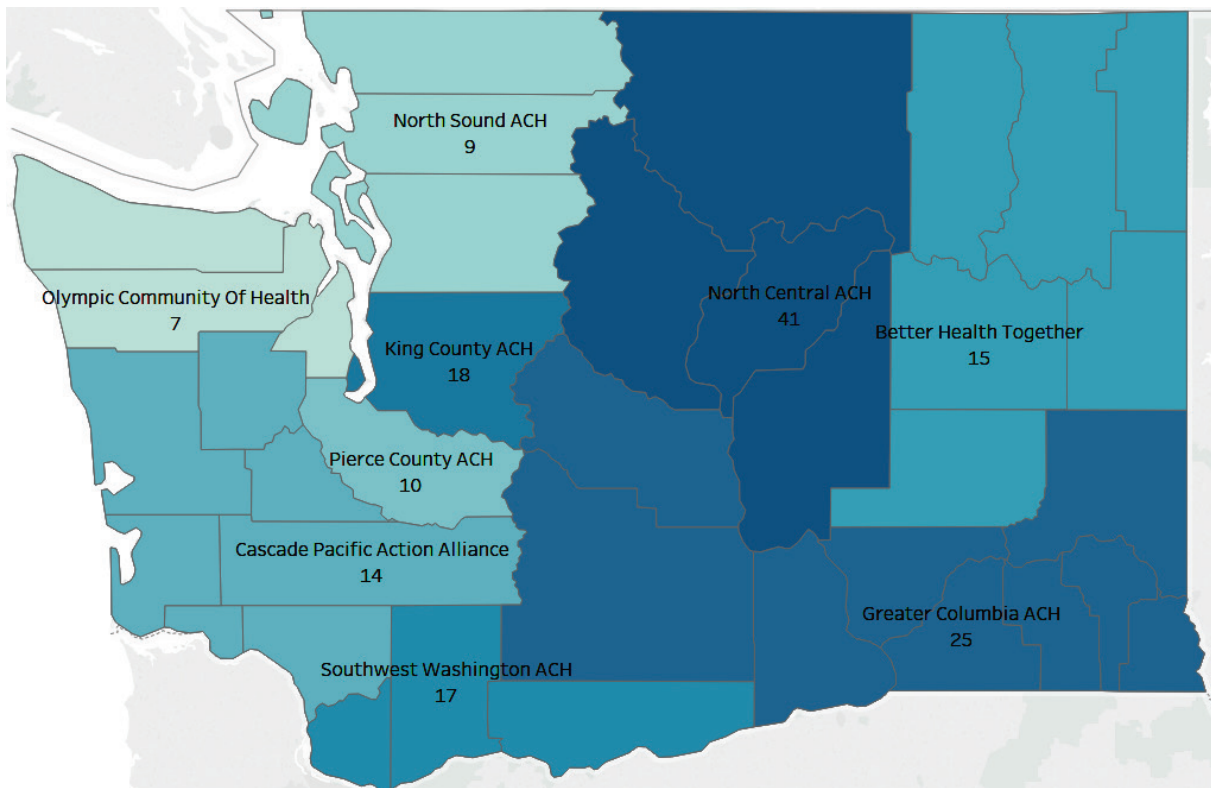 North Sound ACH
9
Olympic Community Of Health
7
North Central ACH
41
King County ACH
18
Better Health Together
15
Pierce County ACH
10
Cascade Pacific Action Alliance
14
Greater Columbia ACH
25
Southwest Washington ACH
17